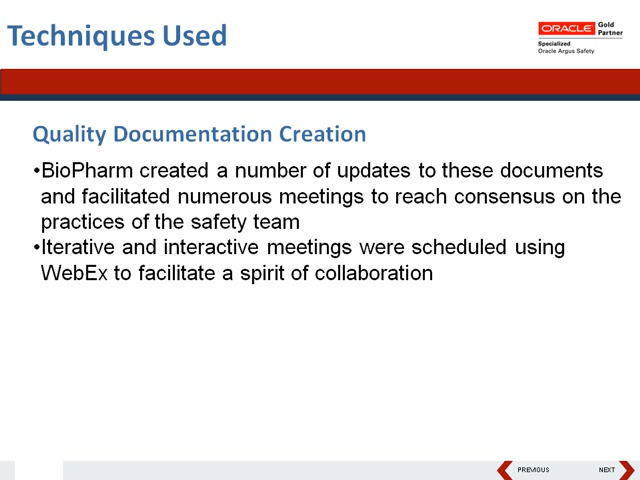 Techniques Used
ORACLE Gold
Partner
Specialized
Oracle Argus Safety
Quality Documentation Creation
•BioPharm created a number of updates to these documents
and facilitated numerous meetings to reach consensus on the
practices of the safety team
•Iterative and interactive meetings were scheduled using
WebEx to facilitate a spirit of collaboration
PREVIOUS NEXT